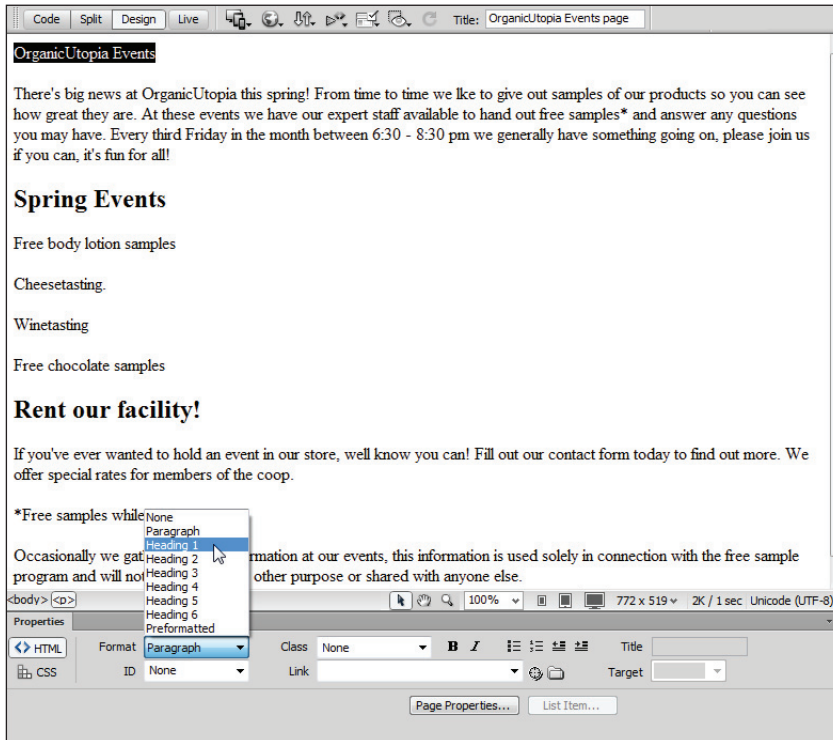 Code Split Design Live Title: OrganicUtopia Events page
OrganicUtopia Events
There's big news at OrganicUtopia this spring! From time to time we lke to give out samples of our products so you can see
how great they are. At these events we have our expert staff available to hand out free samples* and answer any questions
you may have. Every third Friday in the month between 6:30 - 8:30 pm we generally have something going on, please join us
if you can, it's fun for all!
Spring Events
Free body lotion samples
Cheesetasting.
Winetasting
Free chocolate samples
Rent our facility!
If you've ever wanted to hold an event in our store, well know you can! Fill out our contact form today to find out more. We
offer special rates for members of the coop.
*Free samples while
None
Paragraph
Heading 1
Heading 2
Heading 3
Heading 4
Heading 5
Heading 6
Preformatted
Occasionally we gat rmation at our events, this information is used solely in connection with the free sample
program and will not other purpose or shared with anyone else.
<body> <p> 100% 772 x 519 2K / 1 sec Unicode (UTF-8)
Properties
<> HTML Format Paragraph Class None B I Title
CSS ID None Link Target
Page Properties... List Item...